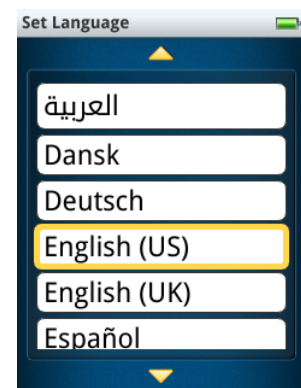 Set Language
العربية
Dansk
Deutsch
English (US)
English (UK)
Español